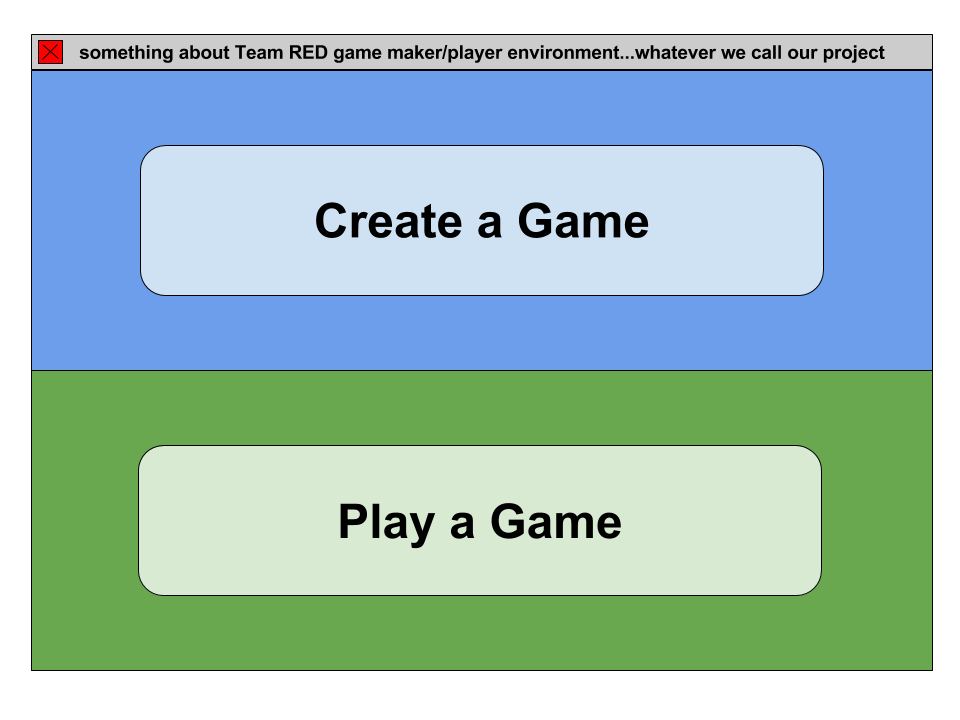 something about Team RED game maker/player environment...whatever we call our project
Create a Game
Play a Game